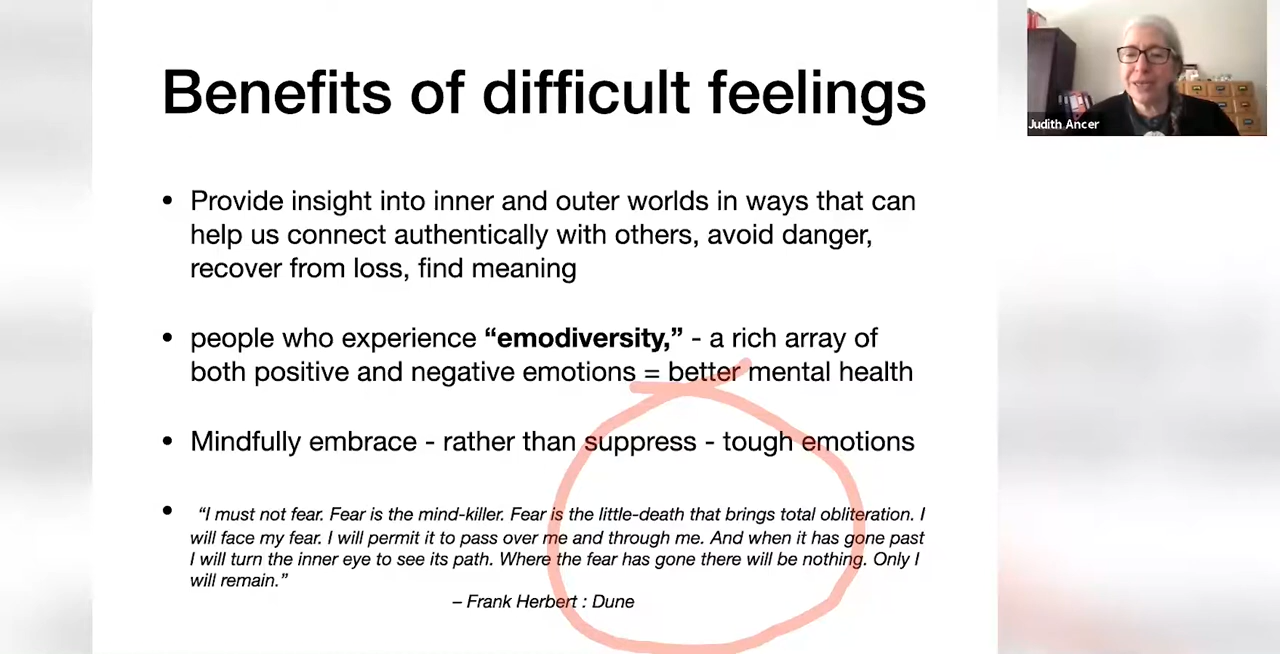 Benefits of difficult feelings
Judith Ancer
• Provide insight into inner and outer worlds in ways that can
help us connect authentically with others, avoid danger,
recover from loss, find meaning
• people who experience “emodiversity,” - a rich array of
both positive and negative emotions = better mental health
• Mindfully embrace - rather than suppress - tough emotions
• “I must not fear. Fear is the mind-killer. Fear is the little-death that brings total obliteration. I
will face my fear. I will permit it to pass over me and through me. And when it has gone past
I will turn the inner eye to see its path. Where the fear has gone there will be nothing. Only I
will remain.”
– Frank Herbert : Dune